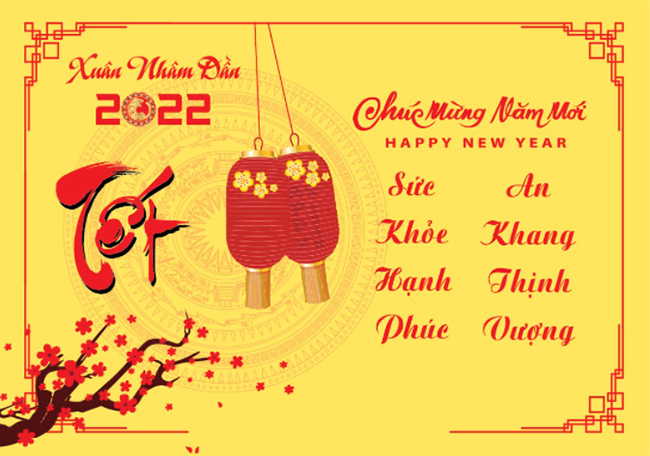 Xuân Nhâm Dần
2022
Tết
Chúc Mừng Năm Mới
HAPPY NEW YEAR
Sức An
Khỏe Khang
Hạnh Thịnh
Phúc Vượng